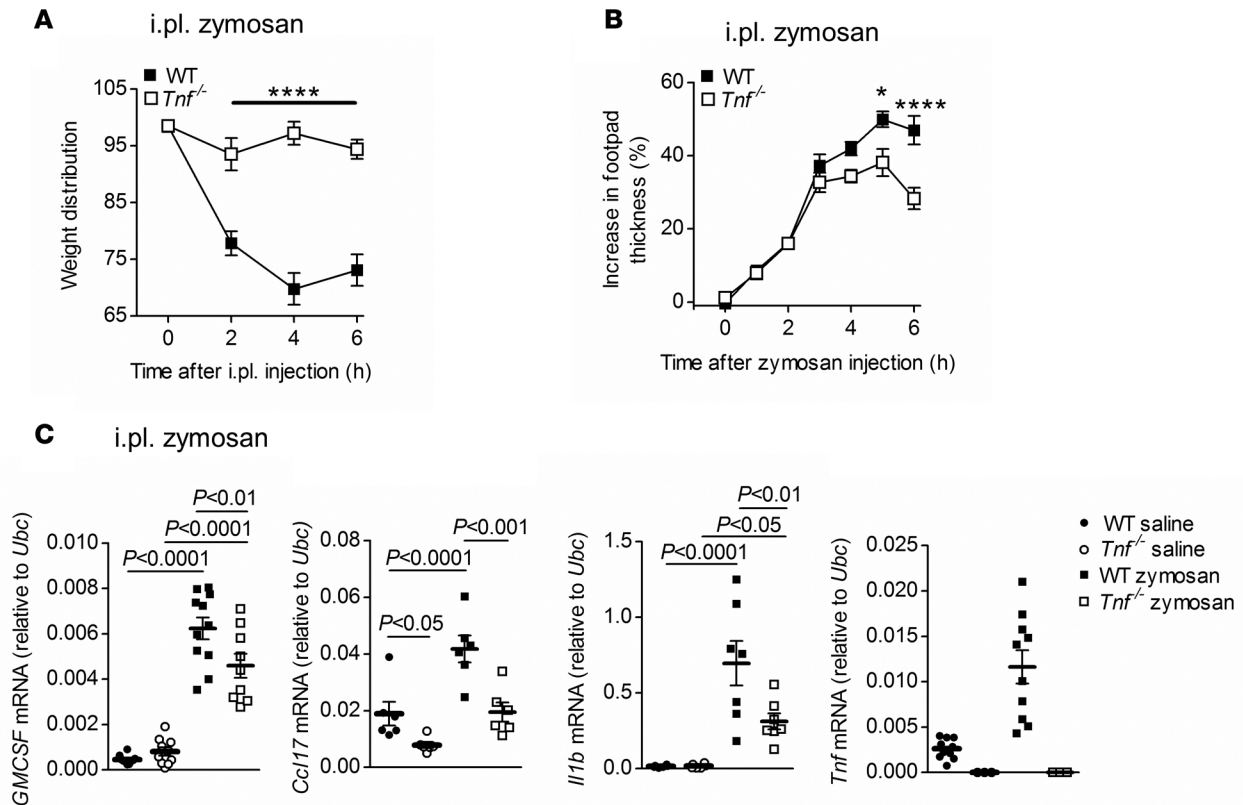 A
i.pl. zymosan
WT
Tnf -/-
****
105
95
85
75
65
Weight distribution
0 2 4 6
Time after i.pl. injection (h)
B
i.pl. zymosan
WT
Tnf -/-
*
****
60
40
20
0
Increase in footpad
thickness (%)
0 2 4 6
Time after zymosan injection (h)
C
i.pl. zymosan
P<0.01
P<0.0001
P<0.0001
0.010
0.008
0.006
0.004
0.002
0.000
GMCSF mRNA (relative to Ubc)
P<0.001
P<0.0001
P<0.05
0.08
0.06
0.04
0.02
0.00
Ccl17 mRNA (relative to Ubc)
P<0.01
P<0.05
P<0.0001
1.5
1.0
0.5
0.0
Il1b mRNA (relative to Ubc)
0.025
0.020
0.015
0.010
0.005
0.000
Tnf mRNA (relative to Ubc)
WT saline
Tnf -/- saline
WT zymosan
Tnf -/- zymosan